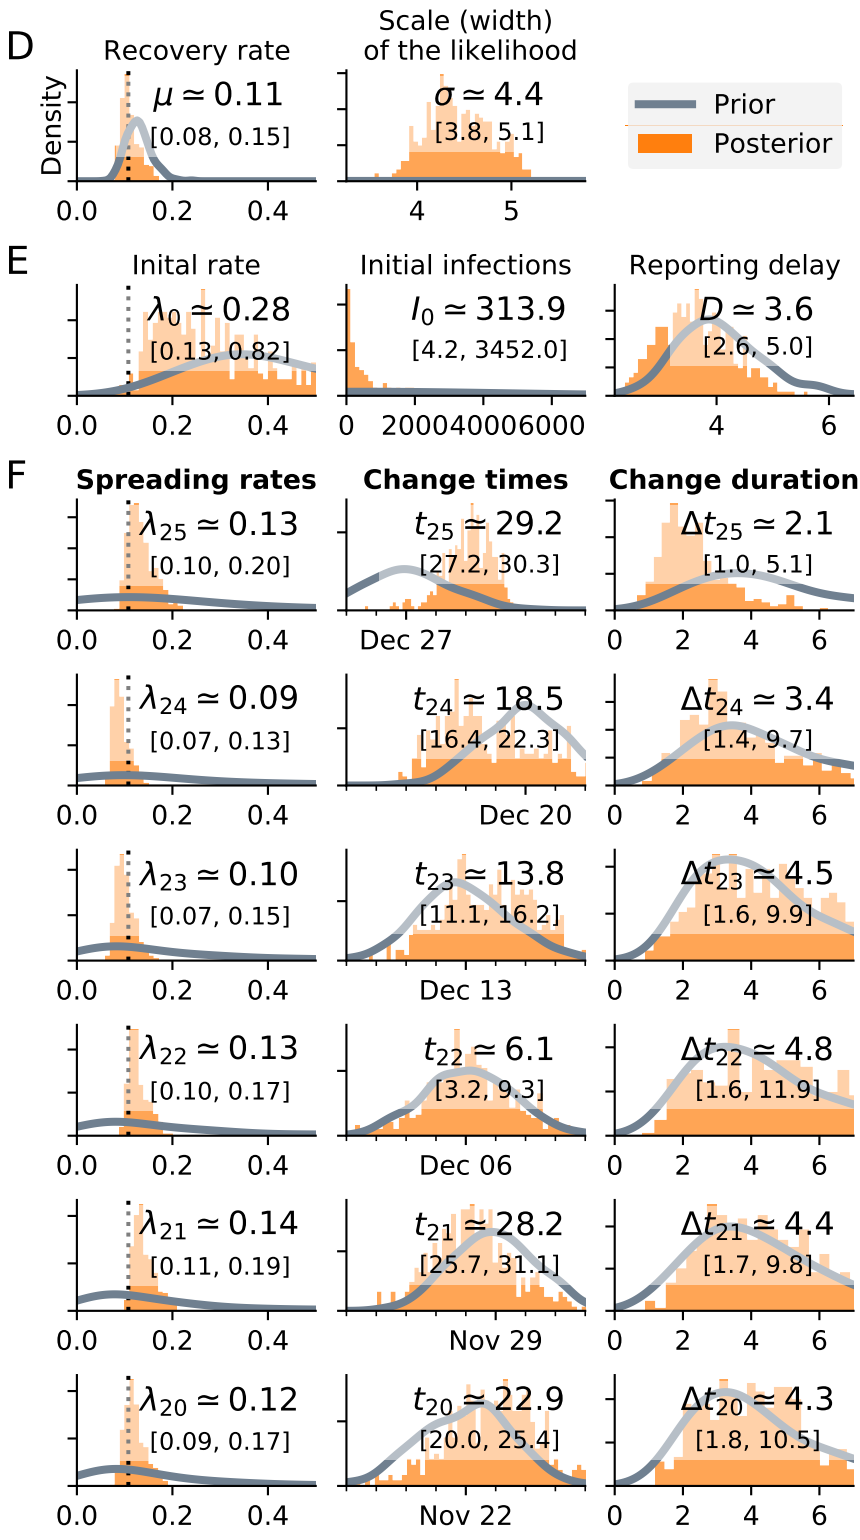 D
Recovery rate
Scale (width)
of the likelihood
Density
μ ≃ 0.11
[0.08, 0.15]
0.0 0.2 0.4
σ ≃ 4.4
[3.8, 5.1]
4 5
Prior
Posterior
E
Inital rate
Initial infections
Reporting delay
λ0 ≃ 0.28
[0.13, 0.82]
0.0 0.2 0.4
I0 ≃ 313.9
[4.2, 3452.0]
0 2000 4000 6000
D ≃ 3.6
[2.6, 5.0]
4 6
F
Spreading rates
Change times
Change duration
λ25 ≃ 0.13
[0.10, 0.20]
0.0 0.2 0.4
t25 ≃ 29.2
[27.2, 30.3]
Dec 27
Δt25 ≃ 2.1
[1.0, 5.1]
0 2 4 6
λ24 ≃ 0.09
[0.07, 0.13]
0.0 0.2 0.4
t24 ≃ 18.5
[16.4, 22.3]
Dec 20
Δt24 ≃ 3.4
[1.4, 9.7]
0 2 4 6
λ23 ≃ 0.10
[0.07, 0.15]
0.0 0.2 0.4
t23 ≃ 13.8
[11.1, 16.2]
Dec 13
Δt23 ≃ 4.5
[1.6, 9.9]
0 2 4 6
λ22 ≃ 0.13
[0.10, 0.17]
0.0 0.2 0.4
t22 ≃ 6.1
[3.2, 9.3]
Dec 06
Δt22 ≃ 4.8
[1.6, 11.9]
0 2 4 6
λ21 ≃ 0.14
[0.11, 0.19]
0.0 0.2 0.4
t21 ≃ 28.2
[25.7, 31.1]
Nov 29
Δt21 ≃ 4.4
[1.7, 9.8]
0 2 4 6
λ20 ≃ 0.12
[0.09, 0.17]
0.0 0.2 0.4
t20 ≃ 22.9
[20.0, 25.4]
Nov 22
Δt20 ≃ 4.3
[1.8, 10.5]
0 2 4 6